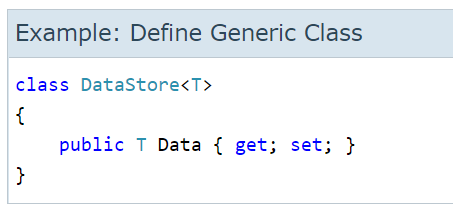 Example: Define Generic Class
class DataStore<T>
{
    public T Data { get; set; }
}